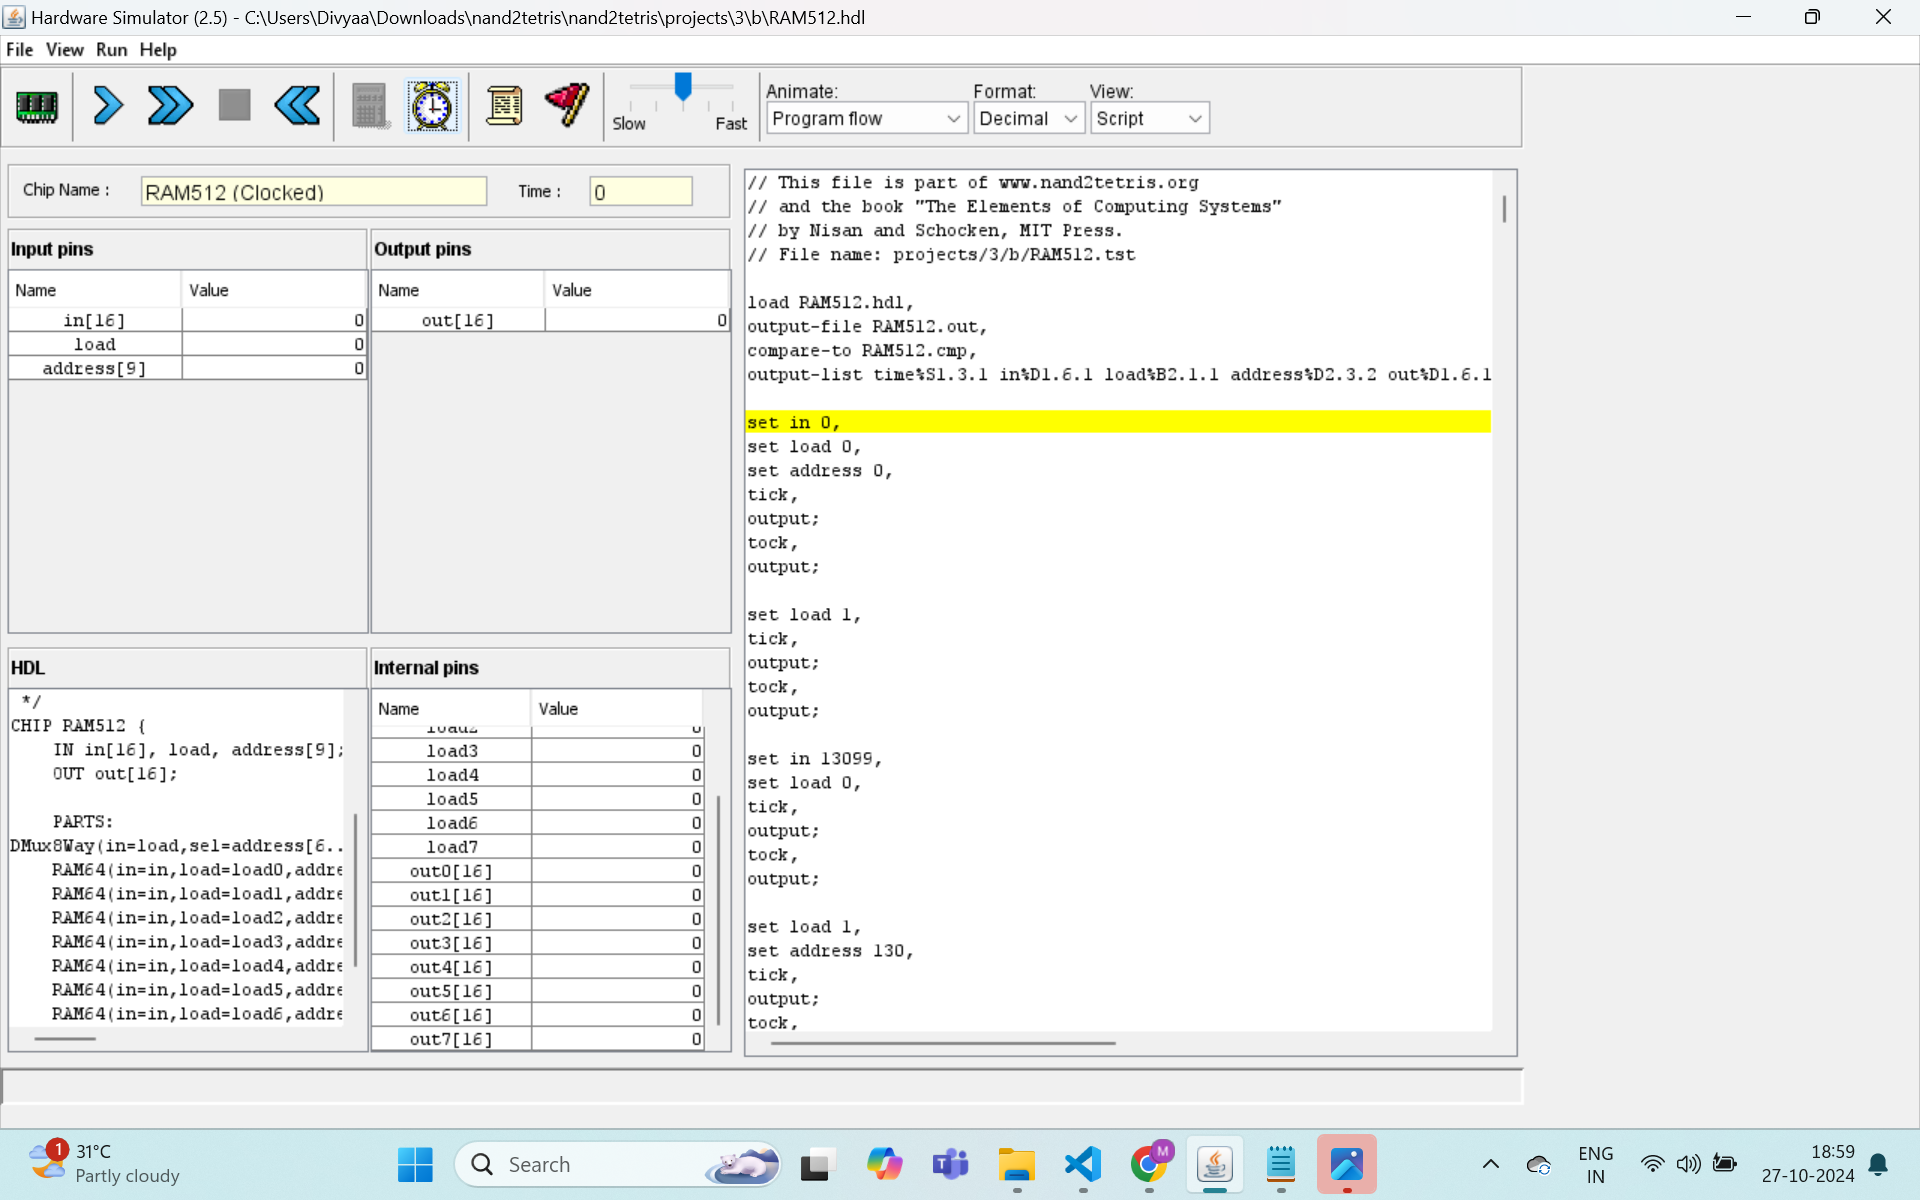 Hardware Simulator (2.5) - C:\Users\Divyaa\Downloads\nand2tetris\nand2tetris\projects\3\b\RAM512.hdl
File View Run Help
Slow Fast
Animate:
Program flow
Format:
Decimal
View:
Script
Chip Name : RAM512 (Clocked) Time : 0
Input pins
Name Value
in[16] 0
load 0
address[9] 0
Output pins
Name Value
out[16] 0
HDL
*/
CHIP RAM512 {
IN in[16], load, address[9];
OUT out[16];
PARTS:
DMux8Way(in=load,sel=address[6..
RAM64(in=in,load=load0,addre
RAM64(in=in,load=load1,addre
RAM64(in=in,load=load2,addre
RAM64(in=in,load=load3,addre
RAM64(in=in,load=load4,addre
RAM64(in=in,load=load5,addre
RAM64(in=in,load=load6,addre
Internal pins
Name Value
load2 0
load3 0
load4 0
load5 0
load6 0
load7 0
out0[16] 0
out1[16] 0
out2[16] 0
out3[16] 0
out4[16] 0
out5[16] 0
out6[16] 0
out7[16] 0
// This file is part of www.nand2tetris.org
// and the book "The Elements of Computing Systems"
// by Nisan and Schocken, MIT Press.
// File name: projects/3/b/RAM512.tst
load RAM512.hdl,
output-file RAM512.out,
compare-to RAM512.cmp,
output-list time%S1.3.1 in%D1.6.1 load%B2.1.1 address%D2.3.2 out%D1.6.1
set in 0,
set load 0,
set address 0,
tick,
output;
tock,
output;
set load 1,
tick,
output;
tock,
output;
set in 13099,
set load 0,
tick,
output;
tock,
output;
set load 1,
set address 130,
tick,
output;
tock,
1
31°C
Partly cloudy
Search
M
ENG
IN
18:59
27-10-2024